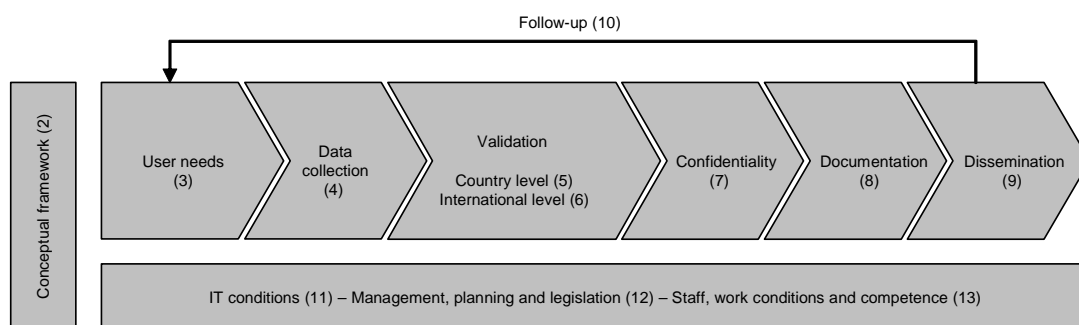 Follow-up (10)
Conceptual framework (2)
User needs
(3)
Data
collection
(4)
Validation
Country level (5)
International level (6)
Confidentiality
(7)
Documentation
(8)
Dissemination
(9)
IT conditions (11) – Management, planning and legislation (12) – Staff, work conditions and competence (13)